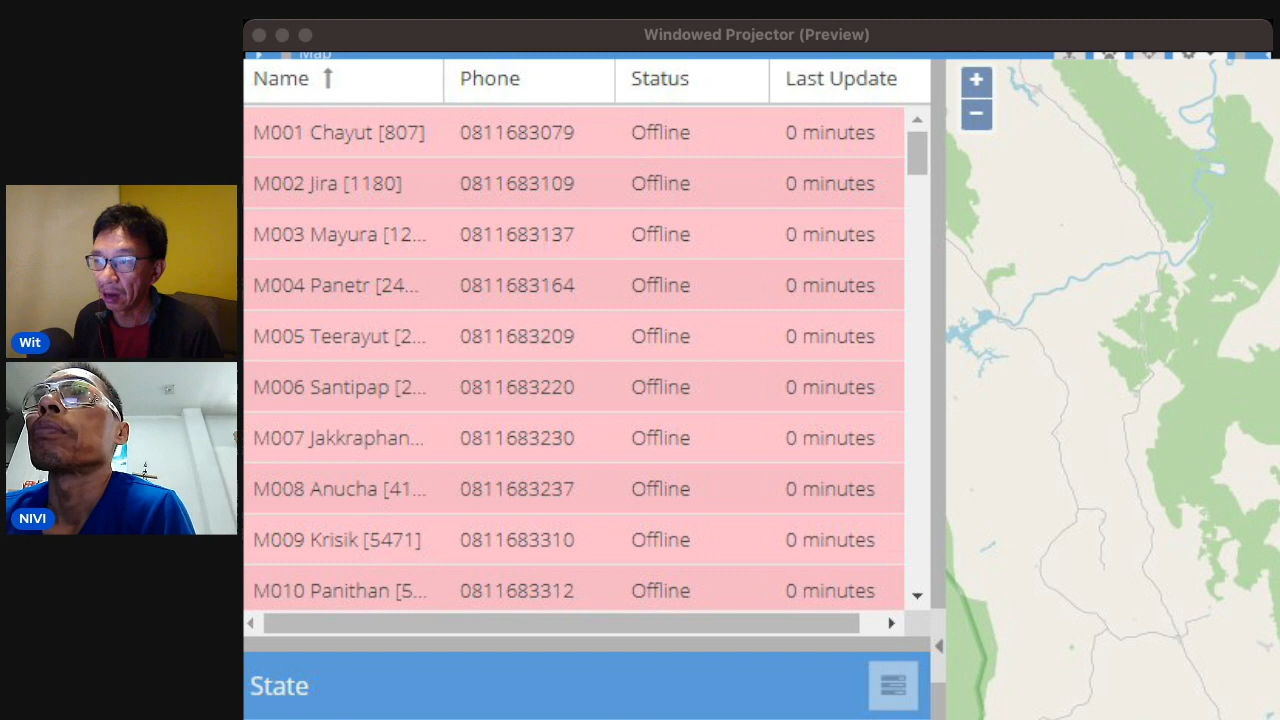 Windowed Projector (Preview)
Map
Name Phone Status Last Update
M001 Chayut [807] 0811683079 Offline 0 minutes
M002 Jira [1180] 0811683109 Offline 0 minutes
M003 Mayura [12... 0811683137 Offline 0 minutes
M004 Panetr [24... 0811683164 Offline 0 minutes
M005 Teerayut [2... 0811683209 Offline 0 minutes
M006 Santipap [2... 0811683220 Offline 0 minutes
M007 Jakkraphan... 0811683230 Offline 0 minutes
M008 Anucha [41... 0811683237 Offline 0 minutes
M009 Krisik [5471] 0811683310 Offline 0 minutes
M010 Panithan [5... 0811683312 Offline 0 minutes
State
+
−
Wit
NIVI